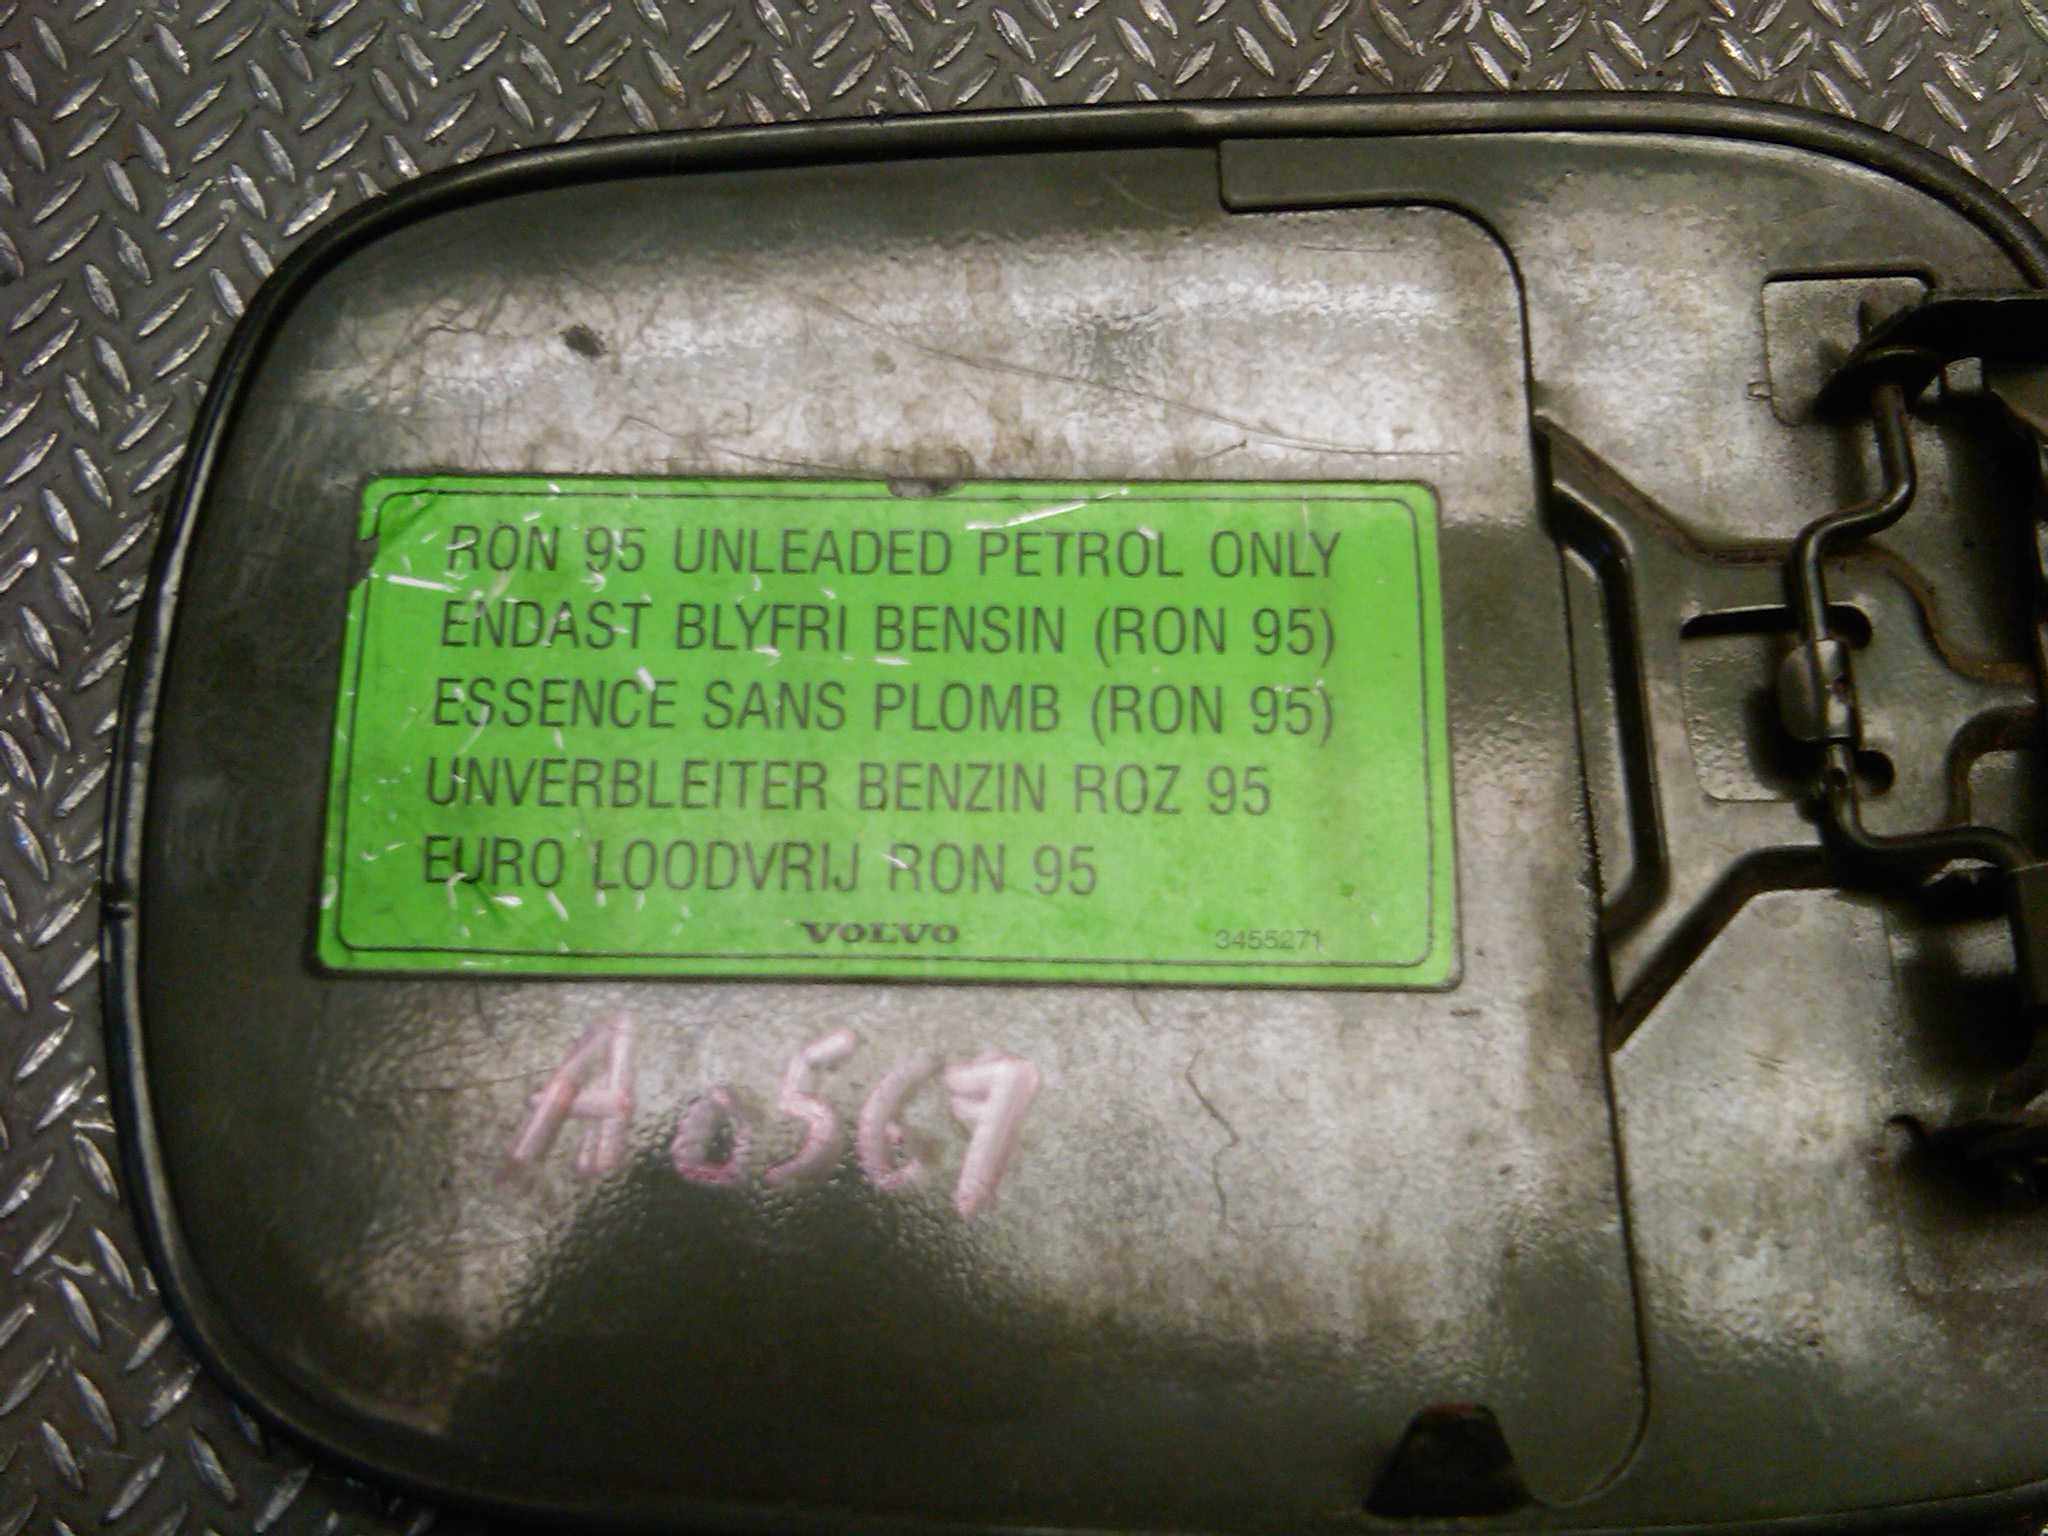 RON 95 UNLEADED PETROL ONLY
ENDAST BLYFRI BENSIN (RON 95)
ESSENCE SANS PLOMB (RON 95)
UNVERBLEITER BENZIN ROZ 95
EURO LOODVRIJ RON 95
VOLVO 3455271